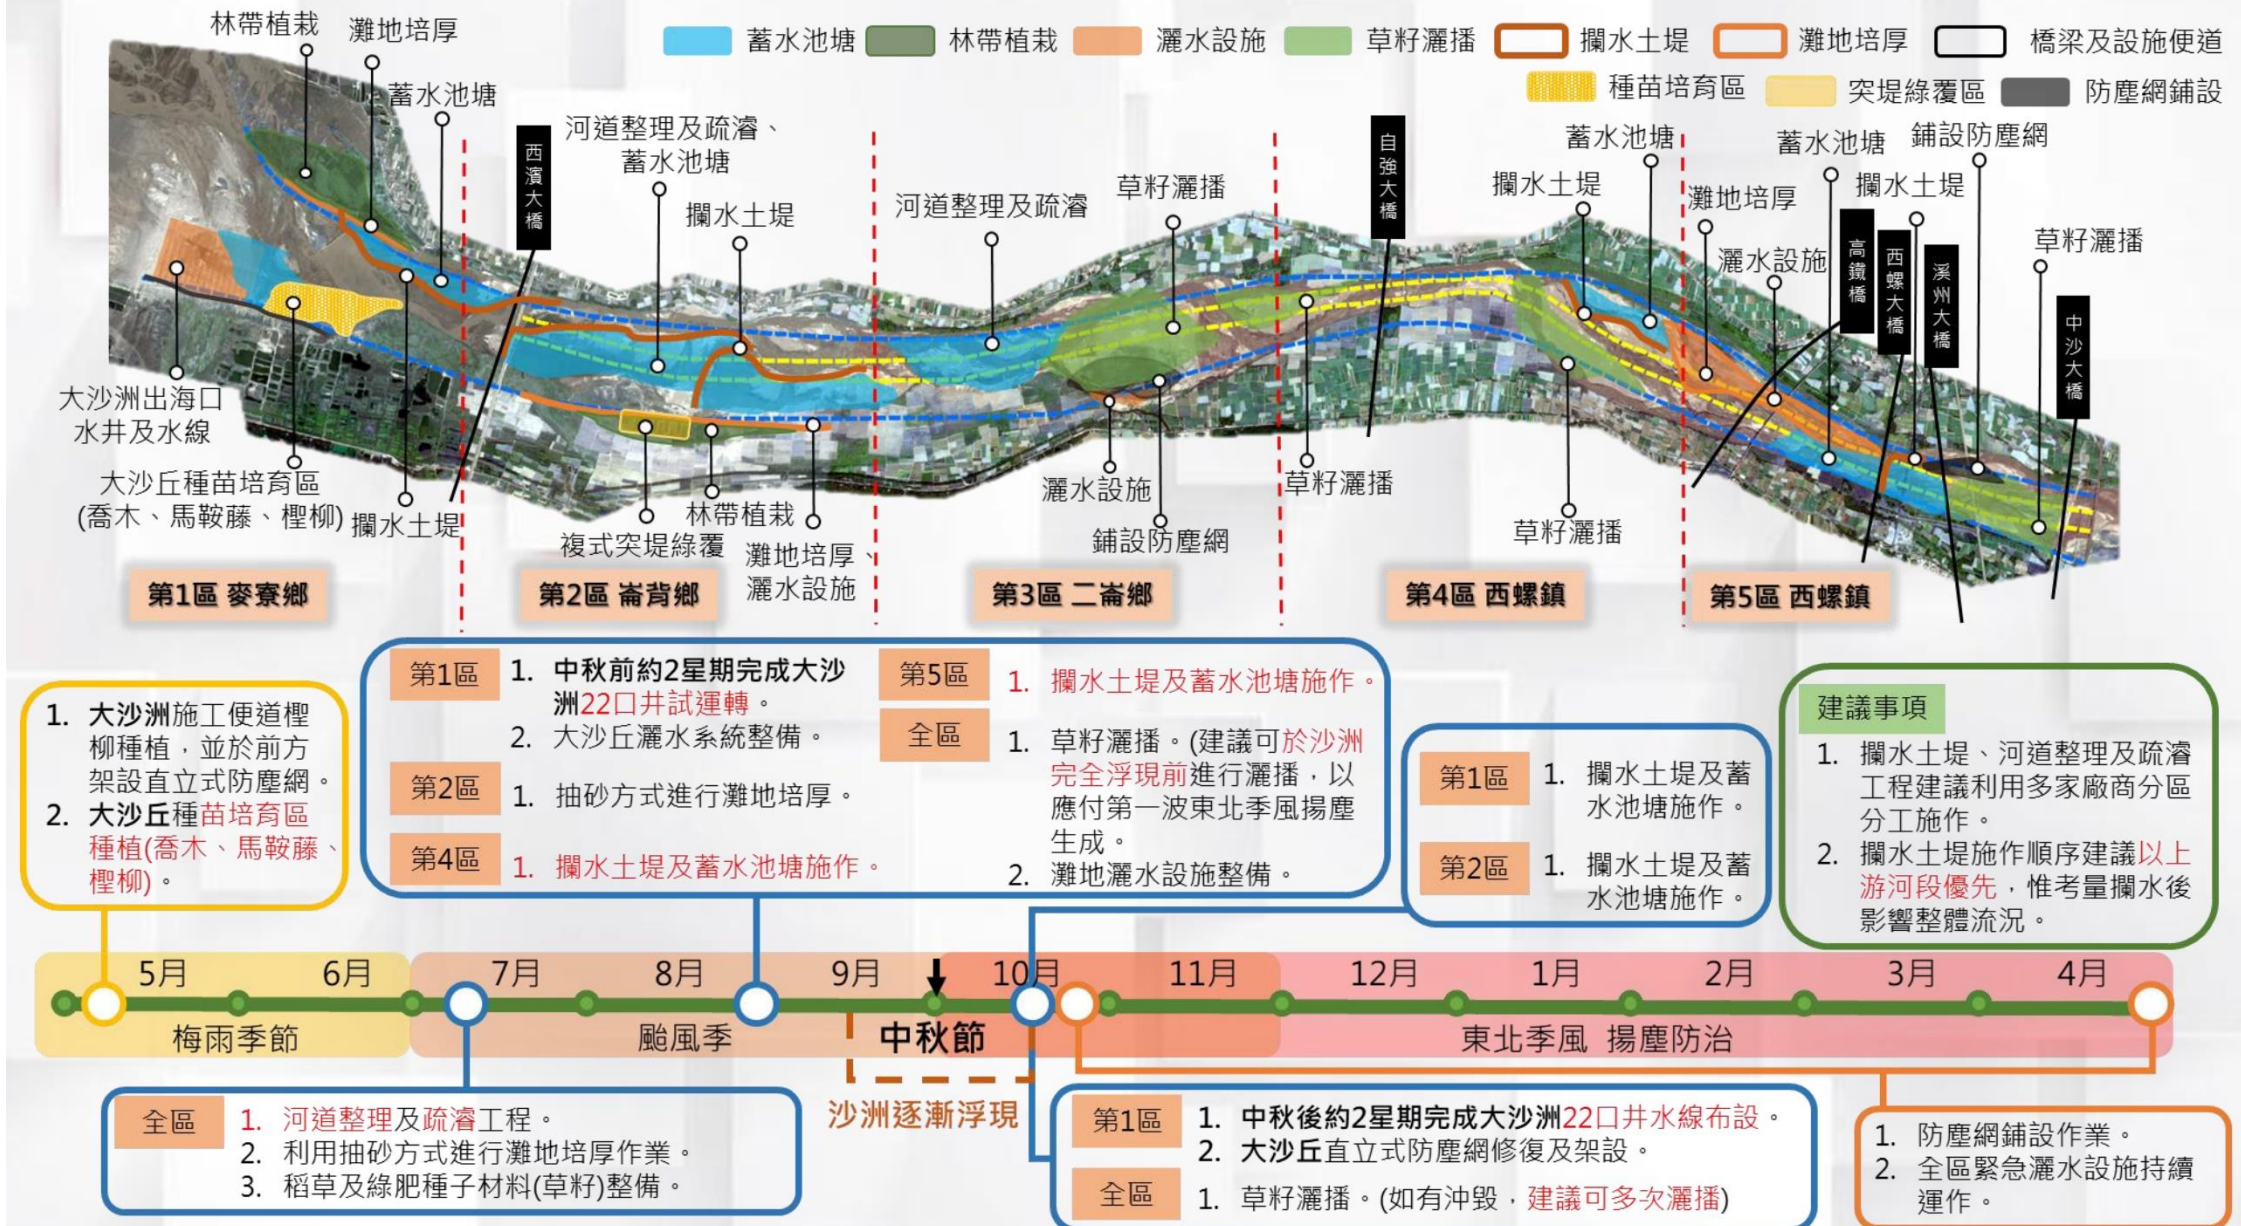 蓄水池塘
林帶植栽
灑水設施
草籽灑播
攔水土堤
灘地培厚
橋梁及設施便道
種苗培育區
突堤綠覆區
防塵網鋪設
林帶植栽
灘地培厚
蓄水池塘
西濱大橋
河道整理及疏濬、
蓄水池塘
攔水土堤
河道整理及疏濬
草籽灑播
自強大橋
蓄水池塘
攔水土堤
灘地培厚
灑水設施
蓄水池塘
鋪設防塵網
攔水土堤
高鐵橋
西螺大橋
溪州大橋
草籽灑播
中沙大橋
大沙洲出海口
水井及水線
大沙丘種苗培育區
(喬木、馬鞍藤、檉柳)
攔水土堤
複式突堤綠覆
林帶植栽
灘地培厚、
灑水設施
灑水設施
鋪設防塵網
草籽灑播
草籽灑播
第1區 麥寮鄉
第2區 崙背鄉
第3區 二崙鄉
第4區 西螺鎮
第5區 西螺鎮
1. 大沙洲施工便道檉
柳種植，並於前方
架設直立式防塵網。
2. 大沙丘種苗培育區
種植(喬木、馬鞍藤、
檉柳)。
第1區
1. 中秋前約2星期完成大沙
洲22口井試運轉。
2. 大沙丘灑水系統整備。
第2區
1. 抽砂方式進行灘地培厚。
第4區
1. 攔水土堤及蓄水池塘施作。
第5區
1. 攔水土堤及蓄水池塘施作。
全區
1. 草籽灑播。(建議可於沙洲
完全浮現前進行灑播，以
應付第一波東北季風揚塵
生成。
2. 灘地灑水設施整備。
第1區
1. 攔水土堤及蓄
水池塘施作。
第2區
1. 攔水土堤及蓄
水池塘施作。
建議事項
1. 攔水土堤、河道整理及疏濬
工程建議利用多家廠商分區
分工施作。
2. 攔水土堤施作順序建議以上
游河段優先，惟考量攔水後
影響整體流況。
5月 6月 7月 8月 9月 10月 11月 12月 1月 2月 3月 4月
梅雨季節
颱風季
中秋節
東北季風 揚塵防治
沙洲逐漸浮現
全區
1. 河道整理及疏濬工程。
2. 利用抽砂方式進行灘地培厚作業。
3. 稻草及綠肥種子材料(草籽)整備。
第1區
1. 中秋後約2星期完成大沙洲22口井水線布設。
2. 大沙丘直立式防塵網修復及架設。
全區
1. 草籽灑播。(如有沖毀，建議可多次灑播)
1. 防塵網鋪設作業。
2. 全區緊急灑水設施持續
運作。